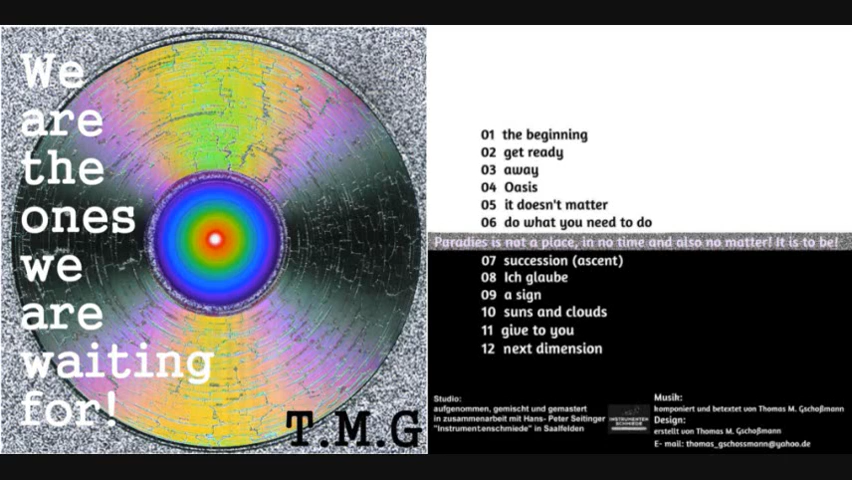 We
are
the
ones
we
are
waiting
for!
T.M.G
01 the beginning
02 get ready
03 away
04 Oasis
05 it doesn't matter
06 do what you need to do
Paradies is not a place, in no time and also no matter! It is to be!
07 succession (ascent)
08 Ich glaube
09 a sign
10 suns and clouds
11 give to you
12 next dimension
Studio:
aufgenommen, gemischt und gemastert
in zusammenarbeit mit Hans- Peter Seitinger
"Instrumentenschmiede" in Saalfelden
INSTRUMENTEN
SCHMIEDE
Musik:
komponiert und betextet von Thomas M. Gschoßmann
Design:
erstellt von Thomas M. Gschoßmann
E- mail: thomas_gschossmann@yahoo.de